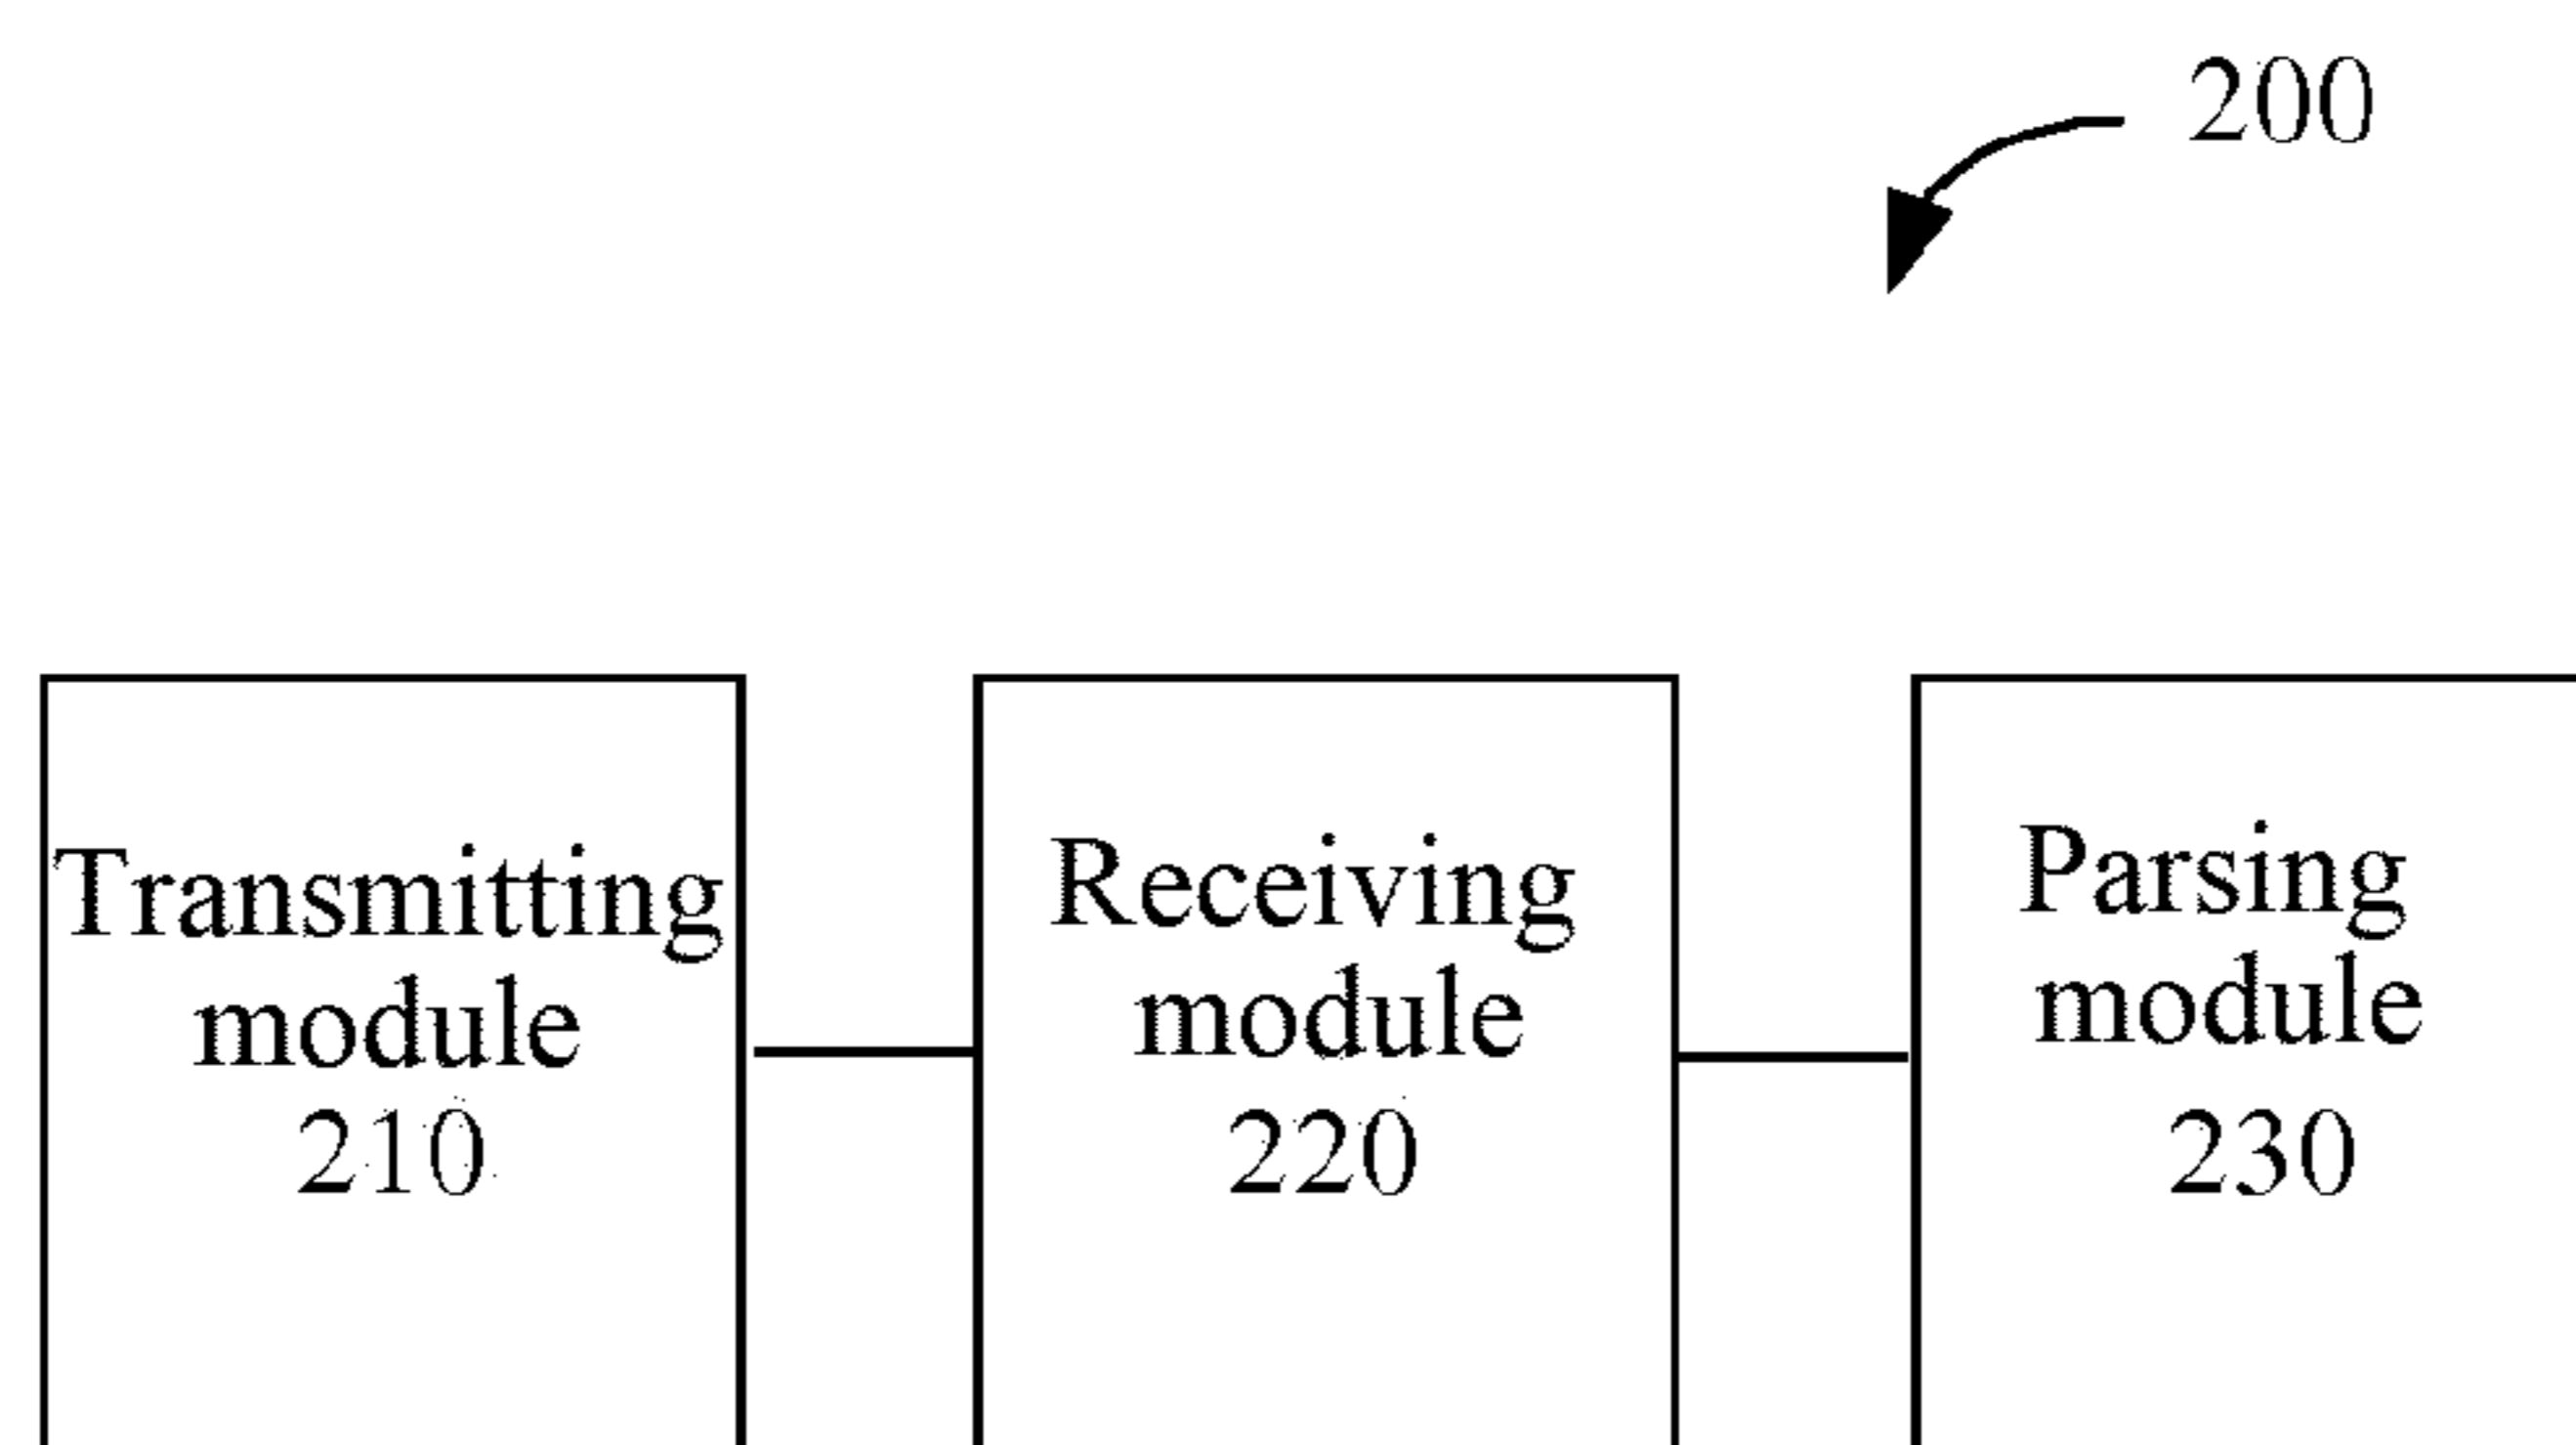 200
Transmitting
module
210
Receiving
module
220
Parsing
module
230